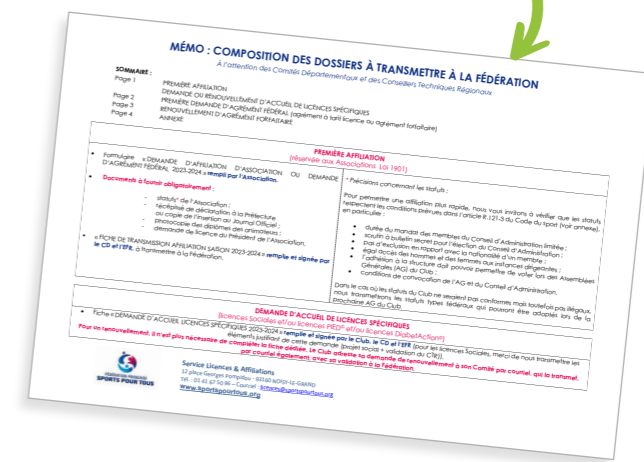 MÉMO : COMPOSITION DES DOSSIERS À TRANSMETTRE À LA FÉDÉRATION
À l'attention des Comités Départementaux et des Conseillers Techniques Régionaux
SOMMAIRE :
Page 1 PREMIÈRE AFFILIATION
DEMANDE OU RENOUVELLEMENT D'ACCUEIL DE LICENCES SPÉCIFIQUES
Page 2 PREMIÈRE DEMANDE D'AGRÉMENT FÉDÉRAL (agrément à tarif licence ou agrément forfaitaire)
Page 3 RENOUVELLEMENT D'AGRÉMENT FORFAITAIRE
Page 4 ANNEXE
PREMIÈRE AFFILIATION
(réservée aux Associations Loi 1901)
• Formulaire « DEMANDE D'AFFILIATION D'ASSOCIATION OU DEMANDE
D'AGRÉMENT FÉDÉRAL 2023-2024 » rempli par l'Association.
• Documents à fournir obligatoirement :
- statuts* de l'Association ;
- récépissé de déclaration à la Préfecture
ou copie de l'insertion au Journal Officiel ;
- photocopie des diplômes des animateurs ;
- demande de licence du Président de l'Association.
• « FICHE DE TRANSMISSION AFFILIATION SAISON 2023-2024 » remplie et signée par
le CD et l'ETR, à transmettre à la Fédération.
* Précisions concernant les statuts :
Pour permettre une affiliation plus rapide, nous vous invitons à vérifier que les statuts
respectent les conditions prévues dans l'article R.121-3 du Code du sport (voir annexe),
en particulier :
• durée du mandat des membres du Conseil d'Administration limitée ;
• scrutin à bulletin secret pour l'élection du Conseil d'Administration ;
• pas d'exclusion en rapport avec la nationalité d'un membre ;
• égal accès des hommes et des femmes aux instances dirigeantes ;
• l'adhésion à la structure doit pouvoir permettre de voter lors des Assemblées
Générales (AG) du Club ;
• conditions de convocation de l'AG et du Conseil d'Administration.
Dans le cas où les statuts du Club ne seraient pas conformes mais toutefois pas illégaux,
nous transmettrons les statuts types fédéraux qui pourront être adoptés lors de la
prochaine AG du Club.
DEMANDE D'ACCUEIL DE LICENCES SPÉCIFIQUES
(licences Sociales et/ou licences PIED® et/ou licences DiabetAction®)
• Fiche « DEMANDE D'ACCUEIL LICENCES SPÉCIFIQUES 2023-2024 » remplie et signée par le Club, le CD et l'ETR (pour les licences Sociales, merci de nous transmettre les
éléments justifiant de cette demande (projet social + validation du CTR)).
Pour un renouvellement, il n'est plus nécessaire de compléter la fiche dédiée. Le Club adresse sa demande de renouvellement à son Comité par courriel, qui la transmet,
par courriel également, avec sa validation à la Fédération.
FÉDÉRATION FRANÇAISE
SPORTS POUR TOUS
Service Licences & Affiliations
12 place Georges Pompidou - 93160 NOISY-LE-GRAND
Tél. : 01 41 67 50 96 – Courriel : licences@sportspourtous.org
www.sportspourtous.org